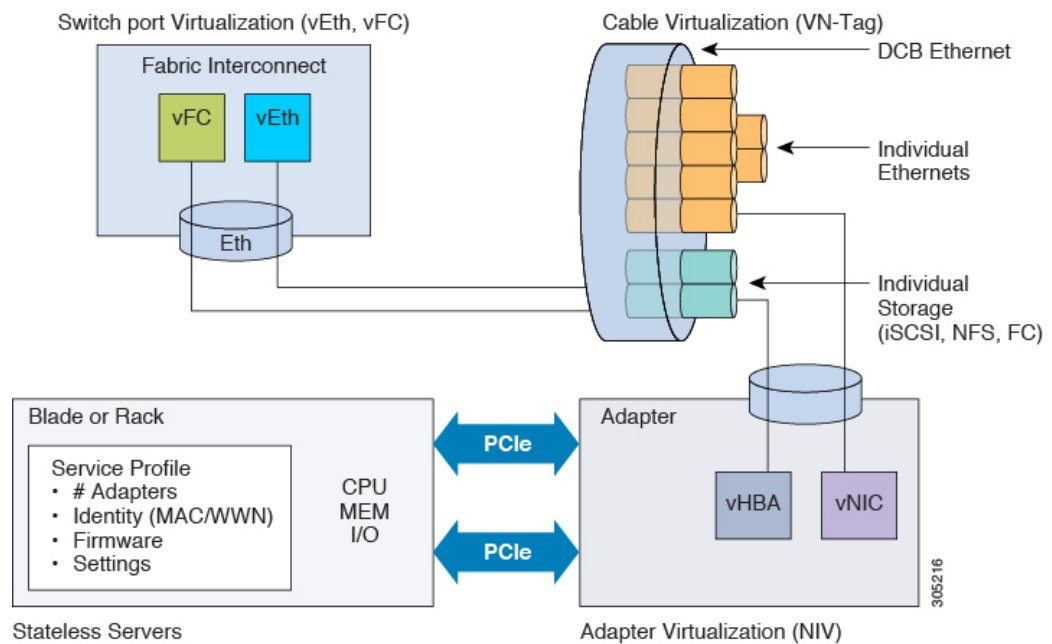 Switch port Virtualization (vEth, vFC)
Fabric Interconnect
vFC
vEth
Eth
Cable Virtualization (VN-Tag)
DCB Ethernet
Individual
Ethernets
Individual
Storage
(iSCSI, NFS, FC)
Blade or Rack
Service Profile
• # Adapters
• Identity (MAC/WWN)
• Firmware
• Settings
CPU
MEM
I/O
PCIe
PCIe
Adapter
vHBA
vNIC
305216
Stateless Servers
Adapter Virtualization (NIV)